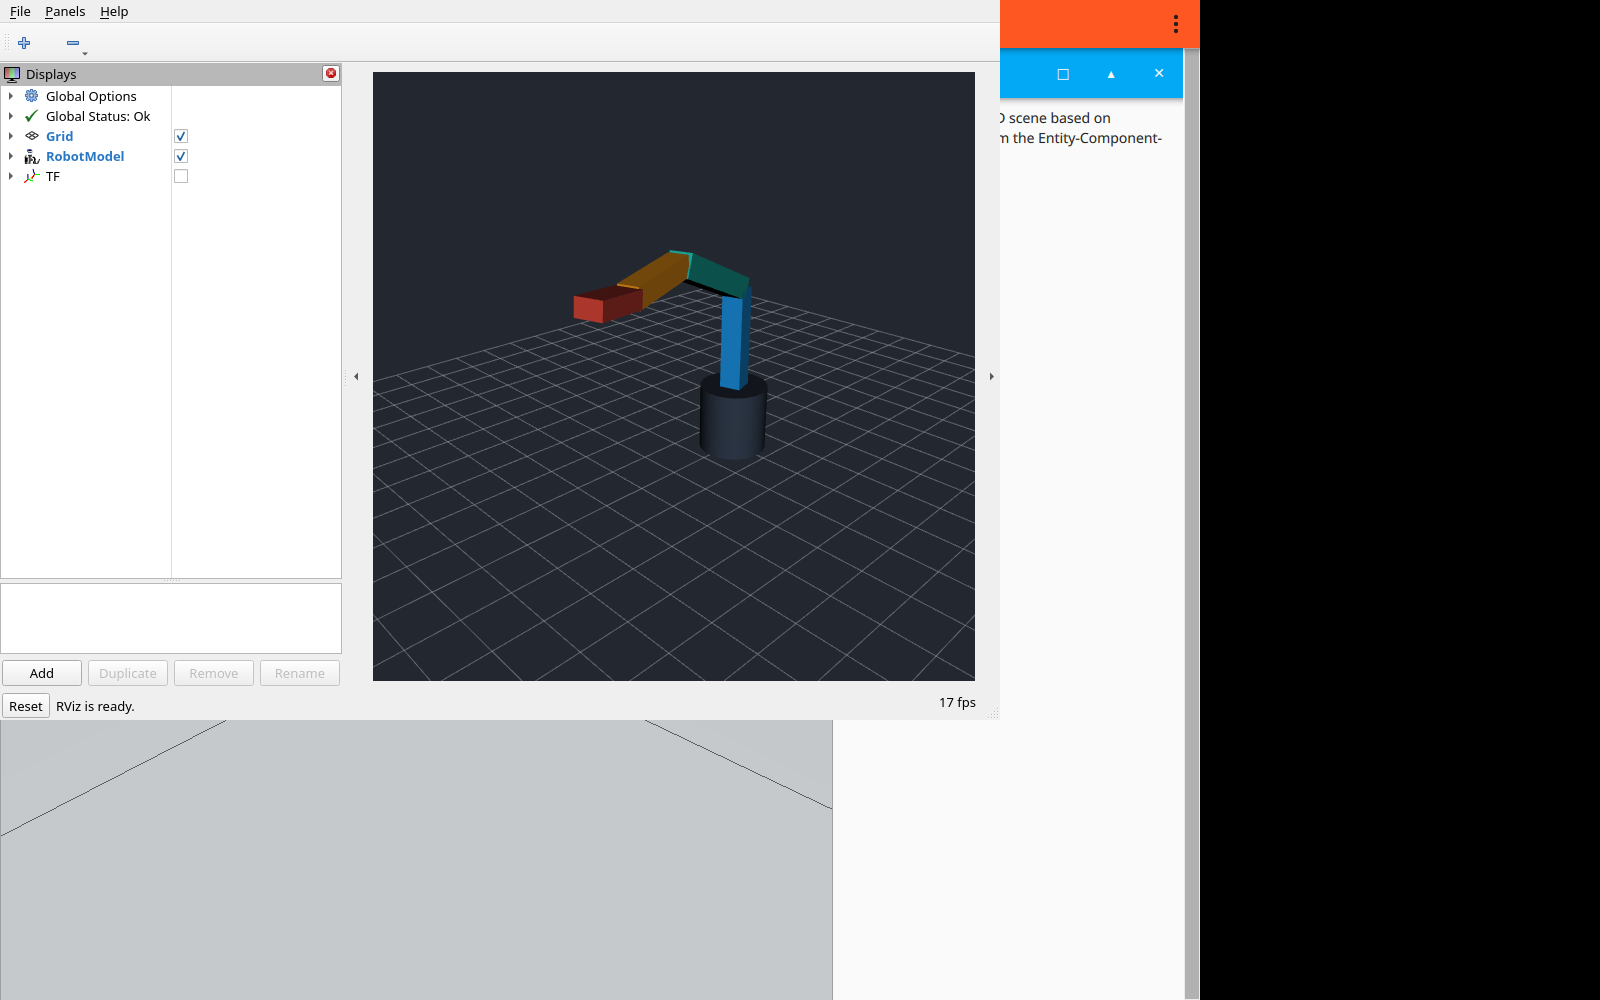 File Panels Help
Displays
Global Options
Global Status: Ok
Grid
RobotModel
TF
Add Duplicate Remove Rename
Reset RViz is ready.
17 fps
scene based on
the Entity-Component-